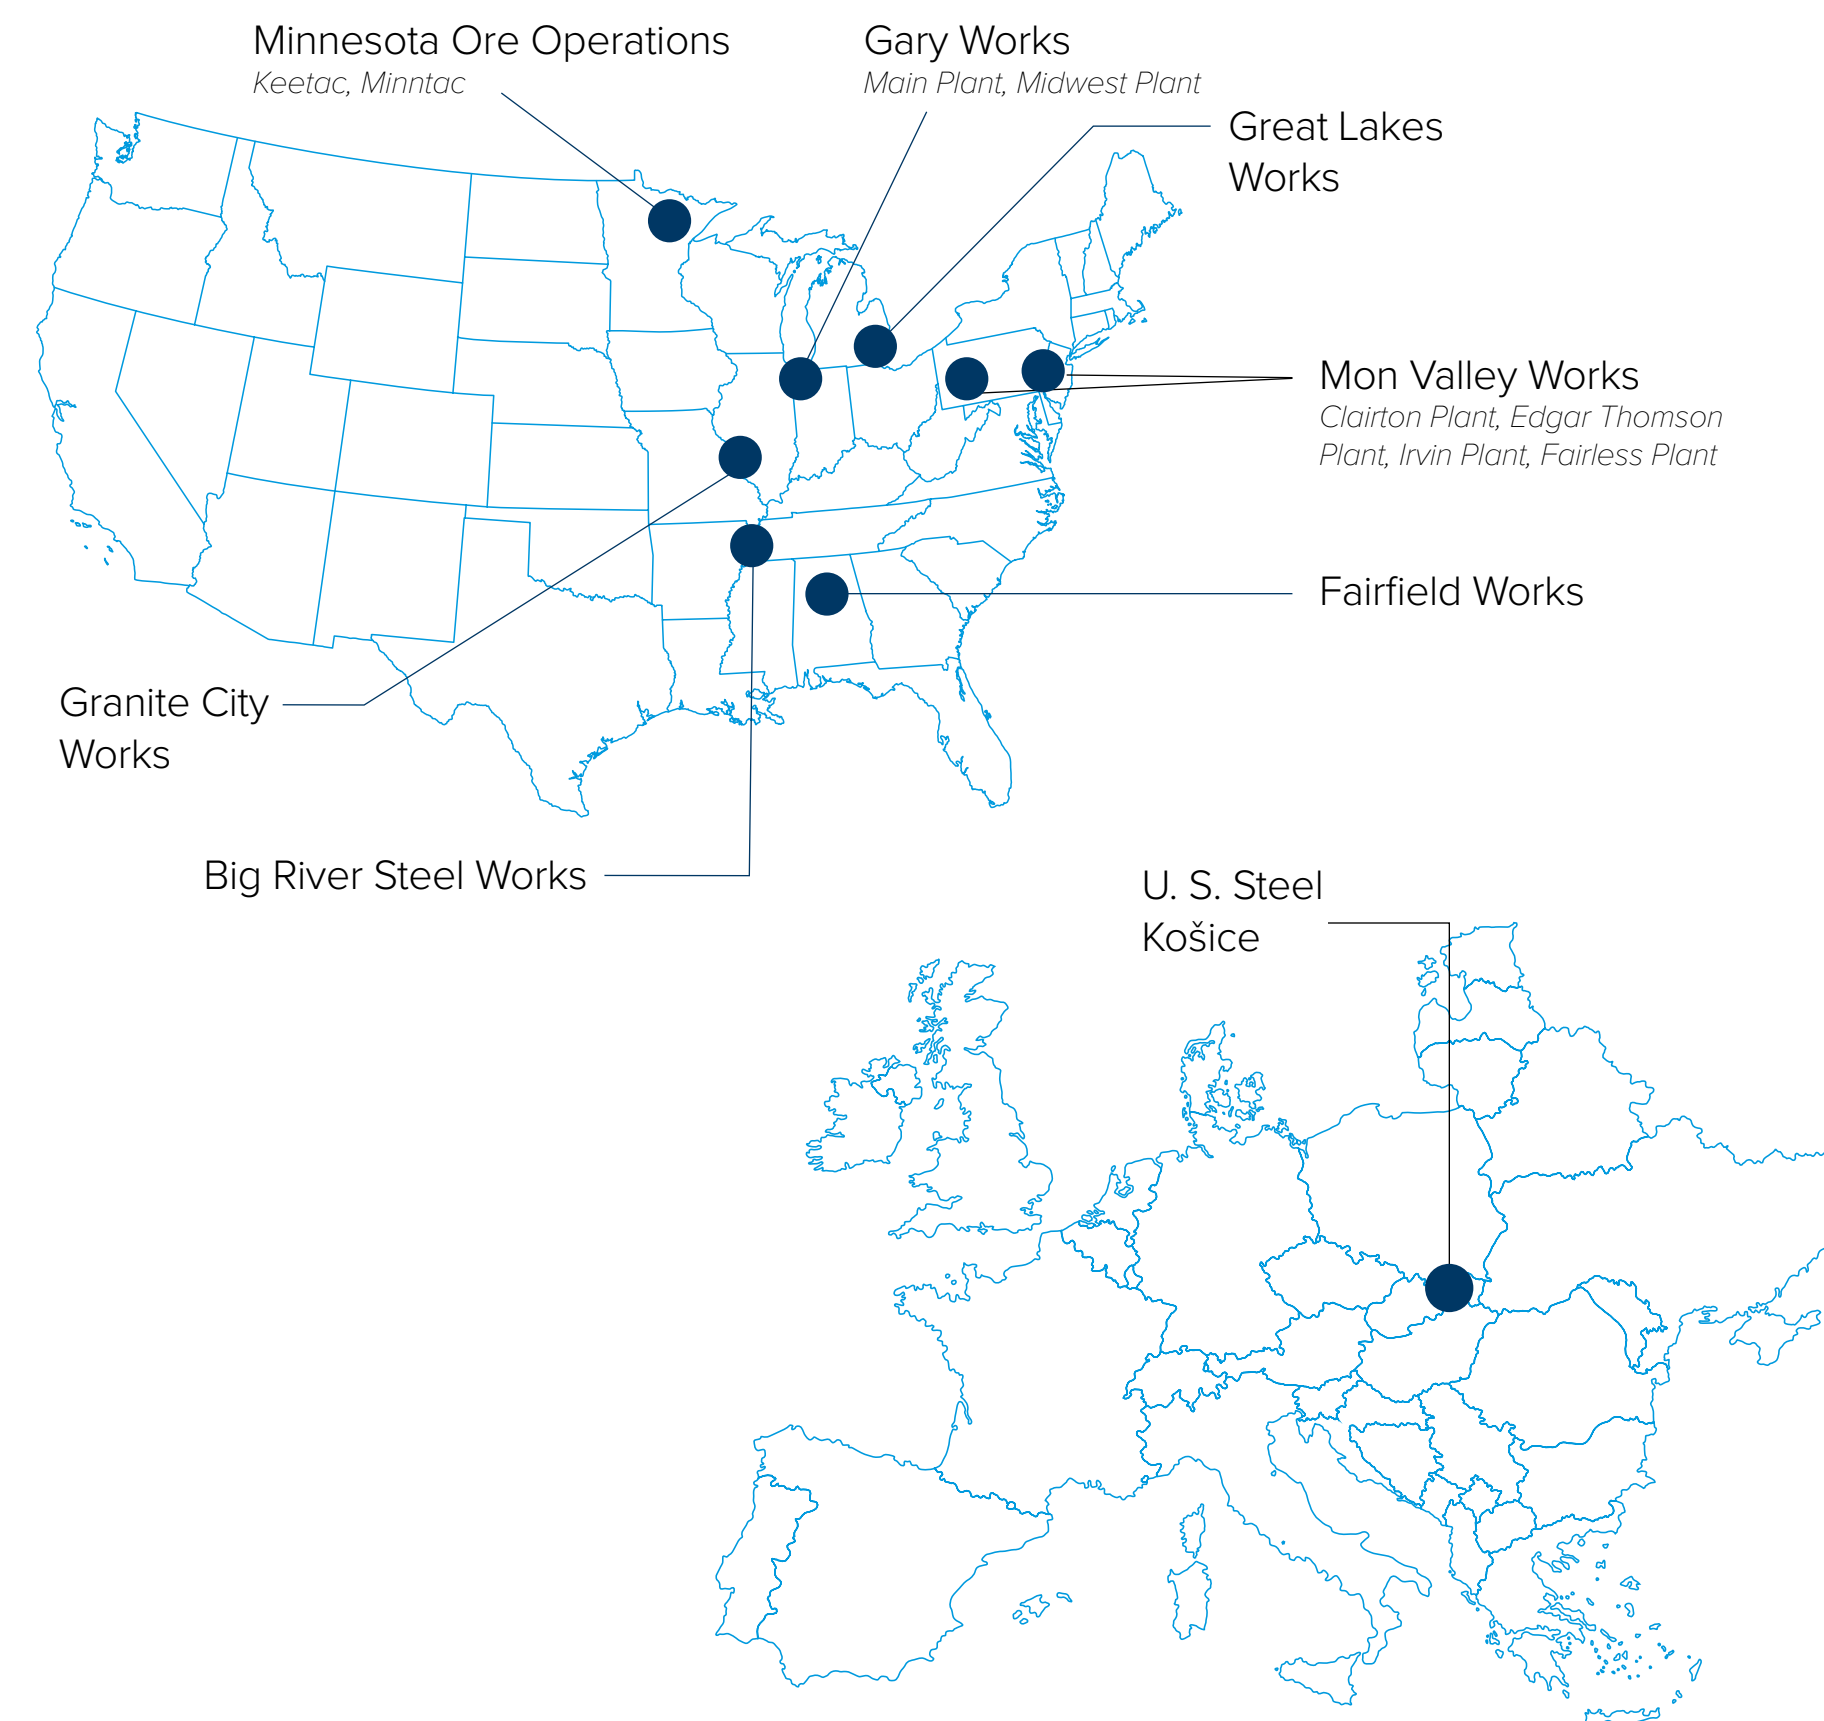 Minnesota Ore Operations
Keetac, Minntac
Gary Works
Main Plant, Midwest Plant
Great Lakes
Works
Mon Valley Works
Clairton Plant, Edgar Thomson
Plant, Irvin Plant, Fairless Plant
Fairfield Works
Granite City
Works
Big River Steel Works
U. S. Steel
Košice